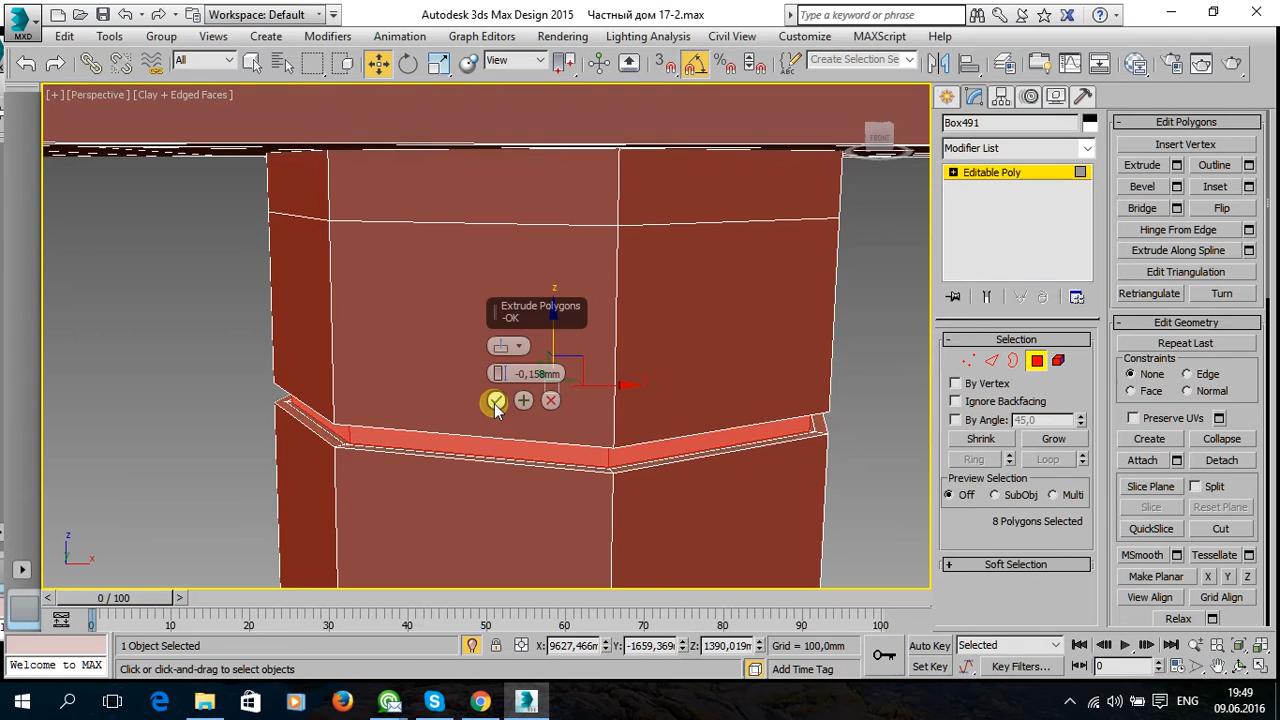 MXD
Workspace: Default
Autodesk 3ds Max Design 2015
Частный дом 17-2.max
Type a keyword or phrase
Edit Tools Group Views Create Modifiers Animation Graph Editors Rendering Lighting Analysis Civil View Customize MAXScript Help
All
View
3
Create Selection Se
[+] [Perspective] [Clay + Edged Faces]
FRONT
Extrude Polygons
-OK
-0,158mm
z
z
x
y
Box491
Modifier List
Editable Poly
Selection
By Vertex
Ignore Backfacing
By Angle: 45,0
Shrink Grow
Ring Loop
Preview Selection
Off SubObj Multi
8 Polygons Selected
Soft Selection
Edit Polygons
Insert Vertex
Extrude Outline
Bevel Inset
Bridge Flip
Hinge From Edge
Extrude Along Spline
Edit Triangulation
Retriangulate Turn
Edit Geometry
Repeat Last
Constraints
None Edge
Face Normal
Preserve UVs
Create Collapse
Attach Detach
Slice Plane Split
Slice Reset Plane
QuickSlice Cut
MSmooth Tessellate
Make Planar X Y Z
View Align Grid Align
Relax
0 / 100
0 10 20 30 40 50 60 70 80 90 100
1 Object Selected
X: 9627,466m Y: -1659,369m Z: 1390,019m Grid = 100,0mm
Auto Key Selected
Welcome to MAX
Click or click-and-drag to select objects
Add Time Tag
Set Key Key Filters...
0
ENG
19:49
09.06.2016